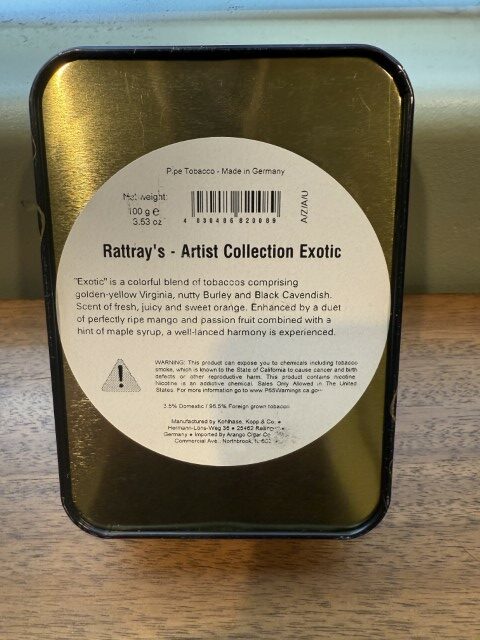 Pipe Tobacco - Made in Germany
Net weight:
100 g e
3.53 oz
4 836486 820089
A/Z/A/U
Rattray's - Artist Collection Exotic
"Exotic" is a colorful blend of tobaccos comprising
golden-yellow Virginia, nutty Burley and Black Cavendish.
Scent of fresh, juicy and sweet orange. Enhanced by a duet
of perfectly ripe mango and passion fruit combined with a
hint of maple syrup, a well-lanced harmony is experienced.
WARNING: This product can expose you to chemicals including tobacco
smoke, which is known to the State of California to cause cancer and birth
defects or other reproductive harm. This product contains nicotine.
Nicotine is an addictive chemical. Sales Only Allowed in The United
States. For more information go to www.P65Warnings.ca.gov
3.5% Domestic / 96.5% Foreign grown tobacco
Manufactured by Kohlhase, Kopp & Co. •
Hermann-Löns-Weg 36 • 25462
Germany • Imported by Arango Cigar Co
Commercial Ave., Northbrook, IL